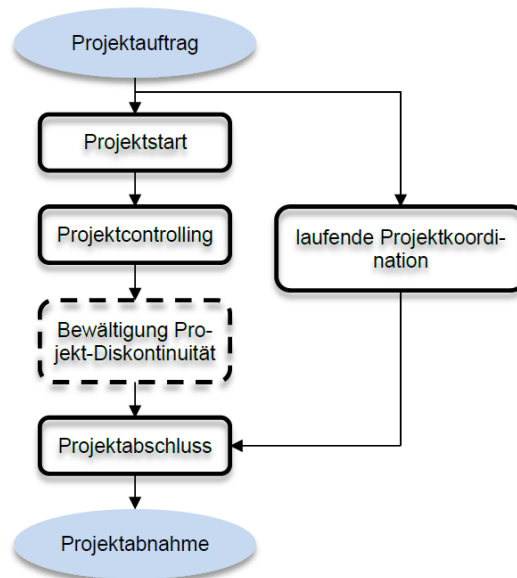 Projektauftrag
Projektstart
Projektcontrolling
laufende Projektkoordi-
nation
Bewältigung Pro-
jekt-Diskontinuität
Projektabschluss
Projektabnahme